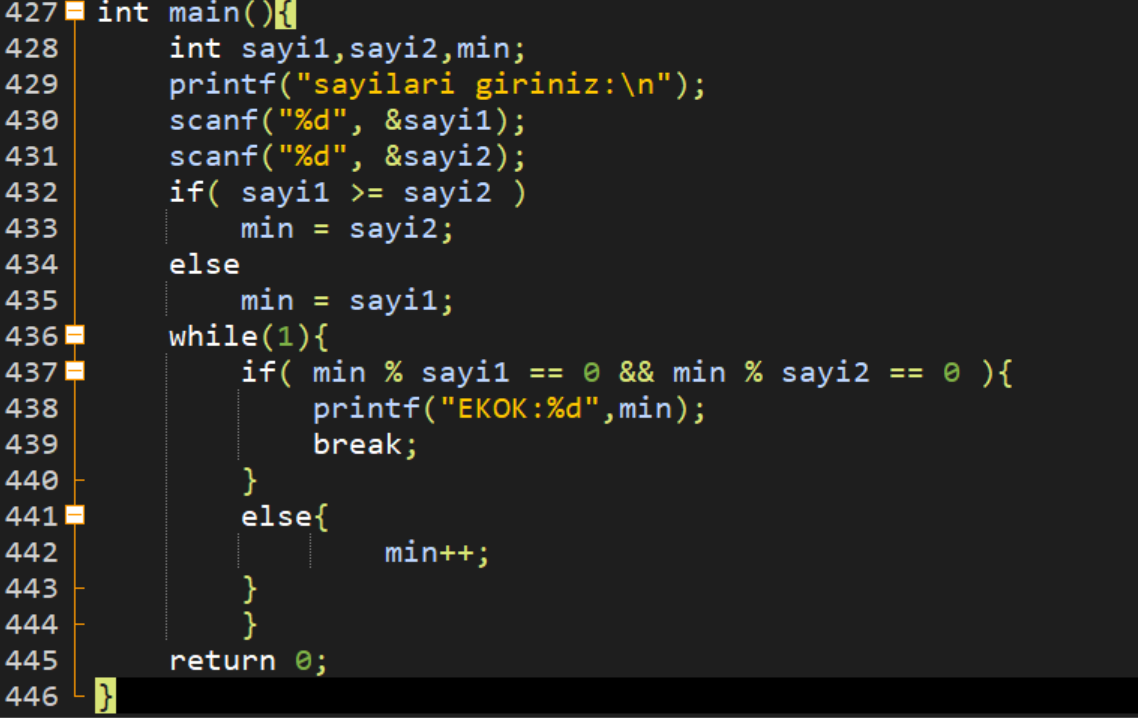 427 int main(){
428     int sayi1,sayi2,min;
429     printf("sayilari giriniz:\n");
430     scanf("%d", &sayi1);
431     scanf("%d", &sayi2);
432     if( sayi1 >= sayi2 )
433         min = sayi2;
434     else
435         min = sayi1;
436     while(1){
437         if( min % sayi1 == 0 && min % sayi2 == 0 ){
438             printf("EKOK:%d",min);
439             break;
440         }
441         else{
442                 min++;
443         }
444         }
445     return 0;
446 }